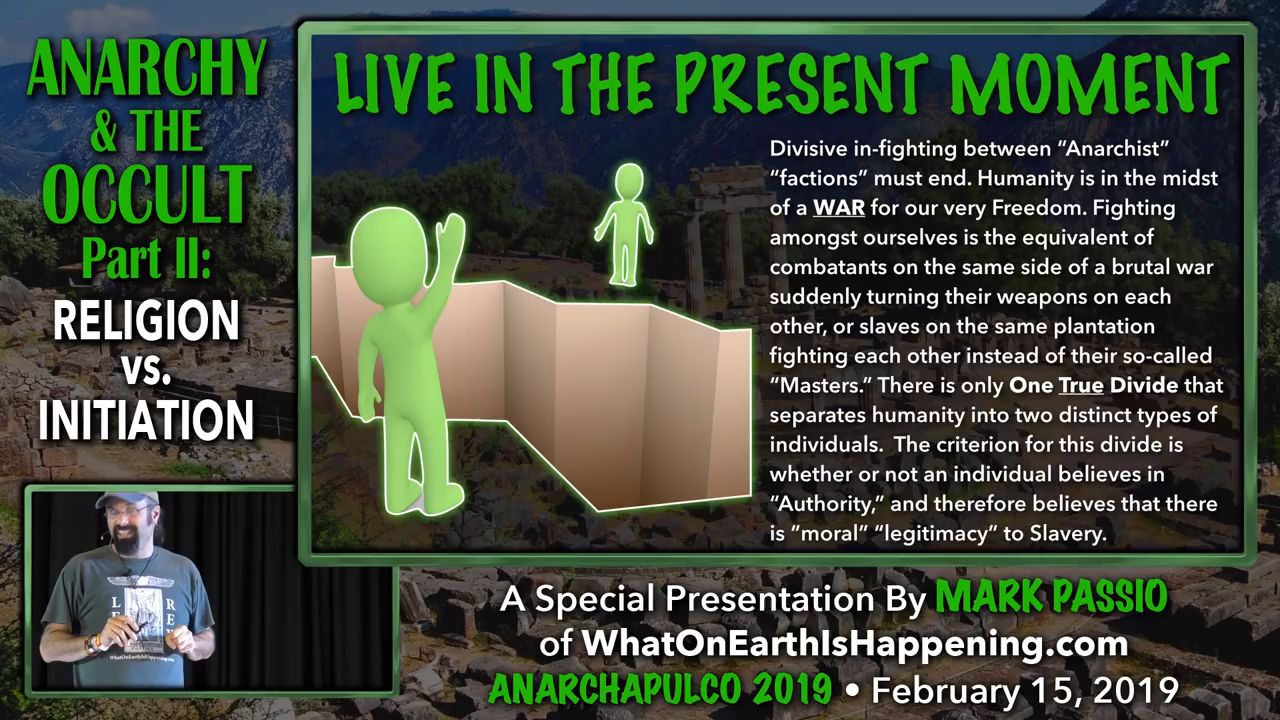 ANARCHY
& THE
OCCULT
Part II:
RELIGION
vs.
INITIATION
LIVE IN THE PRESENT MOMENT
Divisive in-fighting between “Anarchist”
“factions” must end. Humanity is in the midst
of a WAR for our very Freedom. Fighting
amongst ourselves is the equivalent of
combatants on the same side of a brutal war
suddenly turning their weapons on each
other, or slaves on the same plantation
fighting each other instead of their so-called
“Masters.” There is only One True Divide that
separates humanity into two distinct types of
individuals.  The criterion for this divide is
whether or not an individual believes in
“Authority,” and therefore believes that there
is “moral” “legitimacy” to Slavery.
WhatOnEarthIsHappening.com
A Special Presentation By MARK PASSIO
of WhatOnEarthIsHappening.com
ANARCHAPULCO 2019 • February 15, 2019